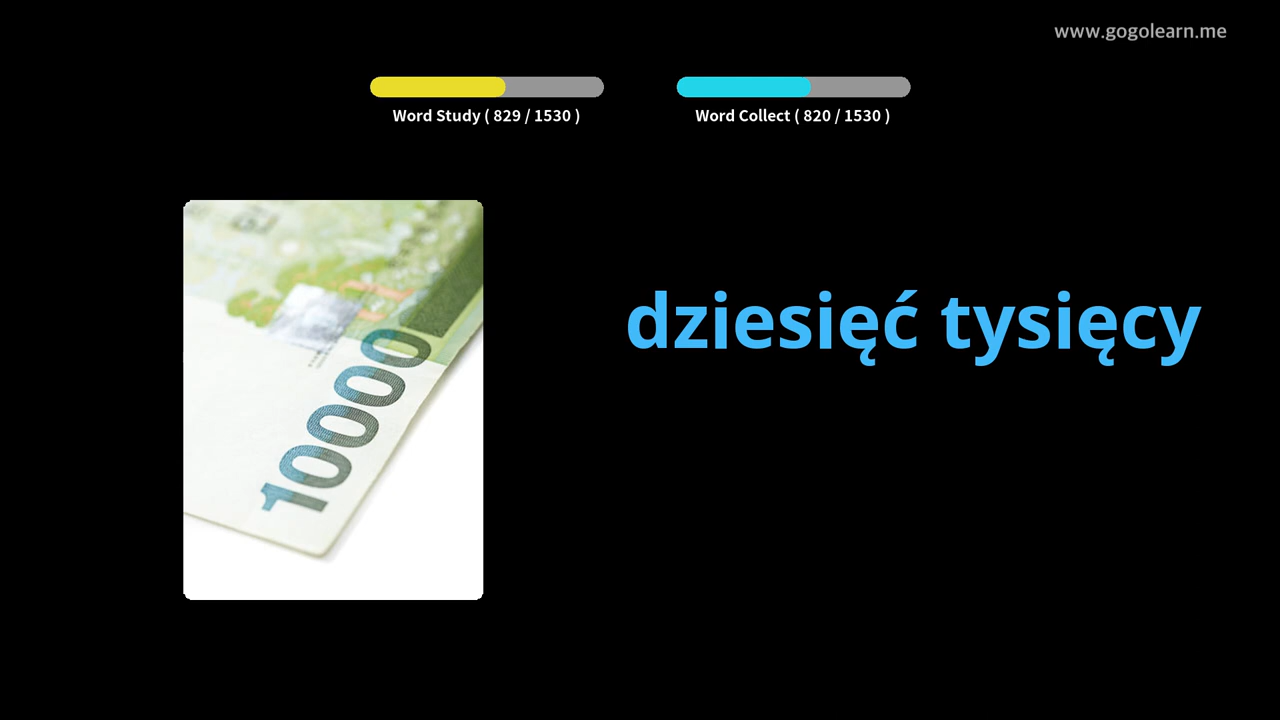 www.gogolearn.me
Word Study ( 829 / 1530 )
Word Collect ( 820 / 1530 )
dziesięć tysięcy
10000